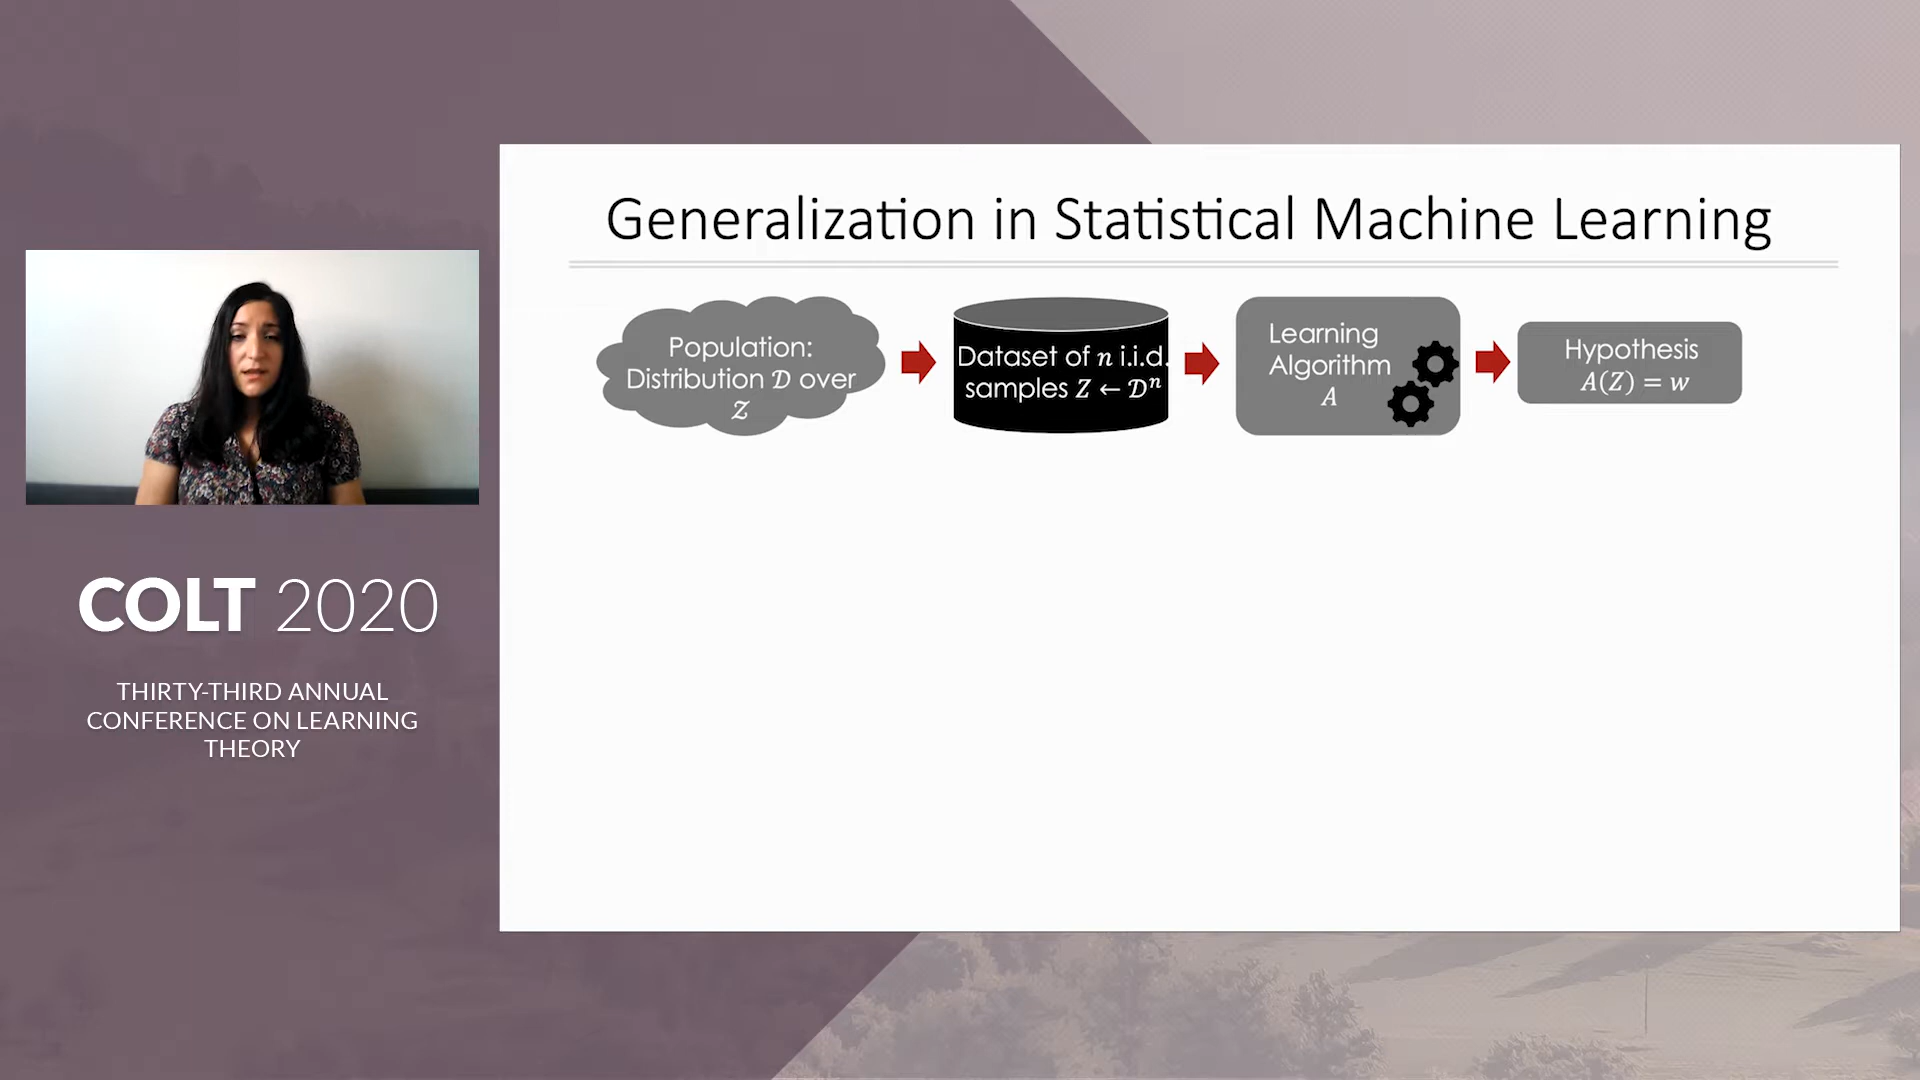 Generalization in Statistical Machine Learning
Population:
Distribution 𝒟 over
𝒵
Dataset of n i.i.d.
samples Z ← 𝒟ⁿ
Learning
Algorithm
A
Hypothesis
A(Z) = w
COLT 2020
THIRTY-THIRD ANNUAL
CONFERENCE ON LEARNING
THEORY